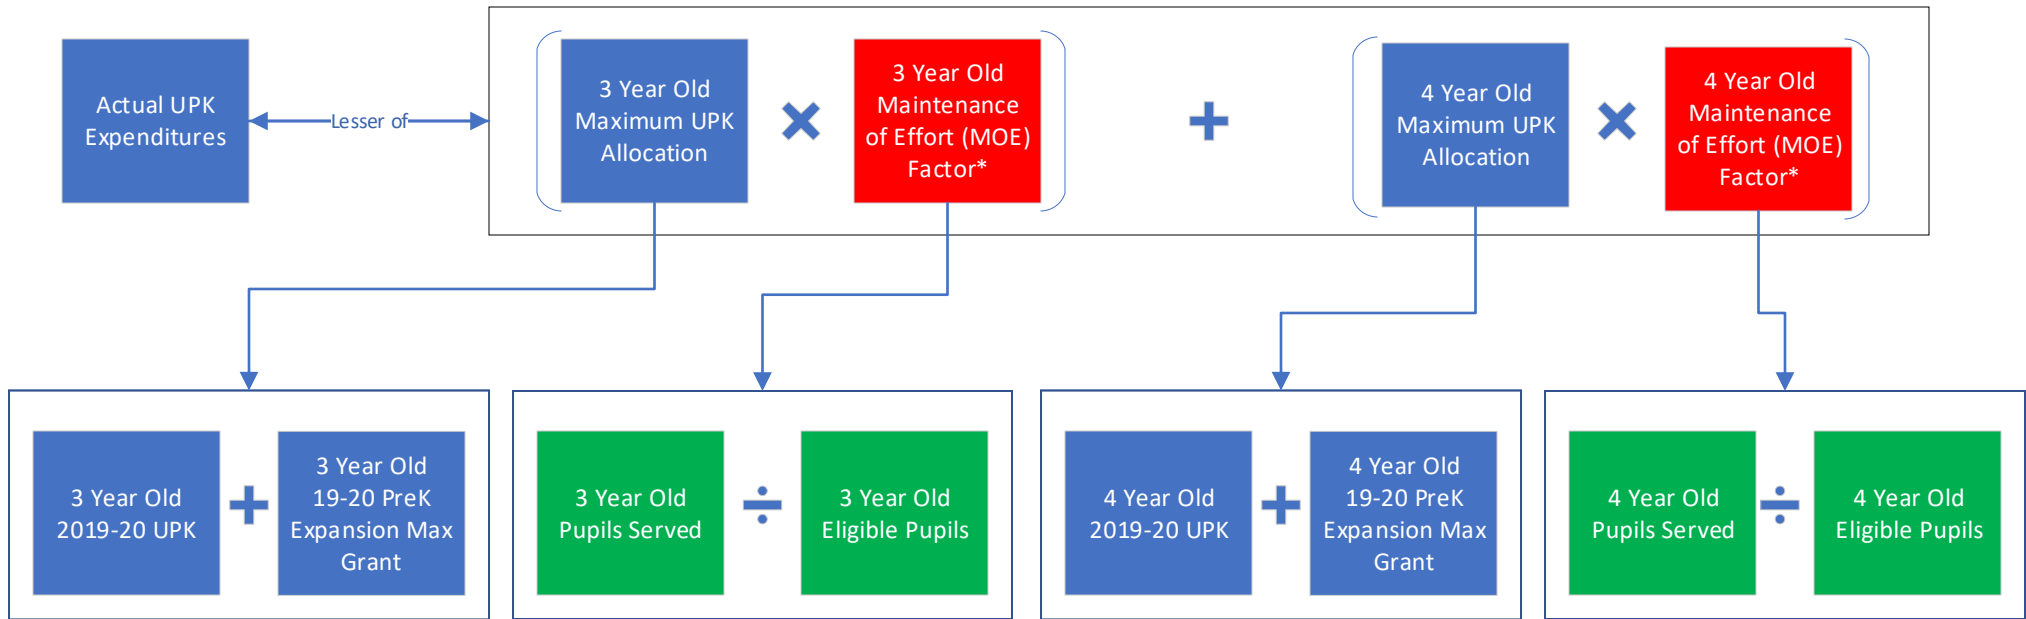 Actual UPK
Expenditures
Lesser of
3 Year Old
Maximum UPK
Allocation
×
3 Year Old
Maintenance
of Effort (MOE)
Factor*
+
4 Year Old
Maximum UPK
Allocation
×
4 Year Old
Maintenance
of Effort (MOE)
Factor*
3 Year Old
2019-20 UPK
+
3 Year Old
19-20 PreK
Expansion Max
Grant
3 Year Old
Pupils Served
÷
3 Year Old
Eligible Pupils
4 Year Old
2019-20 UPK
+
4 Year Old
19-20 PreK
Expansion Max
Grant
4 Year Old
Pupils Served
÷
4 Year Old
Eligible Pupils